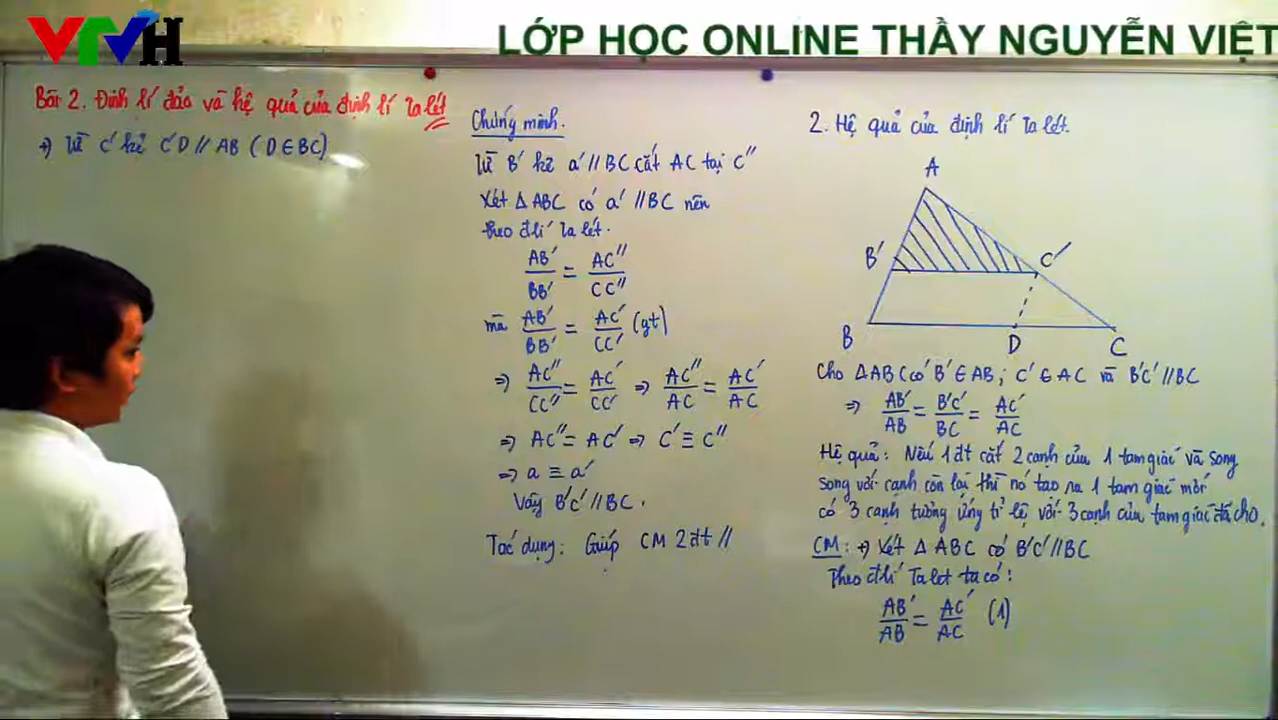 VTVH
LỚP HỌC ONLINE THẦY NGUYỄN VIỆT
Bài 2. Định lí đảo và hệ quả của định lí Ta lét
+) Từ C' kẻ C'D // AB (D ∈ BC)
Chứng minh.
Từ B' kẻ a' // BC cắt AC tại C''
Xét Δ ABC có a' // BC nên
theo đlí Ta lét.
AB'/BB' = AC''/CC''
mà AB'/BB' = AC'/CC' (gt)
⇒ AC''/CC'' = AC'/CC' ⇒ AC''/AC = AC'/AC
⇒ AC'' = AC' ⇒ C' ≡ C''
⇒ a ≡ a'
Vậy B'C' // BC.
Tác dụng: Giúp CM 2 đt //
2. Hệ quả của định lí Ta lét.
A
B' C'
B D C
Cho ΔABC có B' ∈ AB; C' ∈ AC và B'C' // BC
⇒ AB'/AB = B'C'/BC = AC'/AC
Hệ quả: Nếu 1 đt cắt 2 cạnh của 1 tam giác và song
song với cạnh còn lại thì nó tạo ra 1 tam giác mới
có 3 cạnh tương ứng tỉ lệ với 3 cạnh của tam giác đã cho.
CM: +) Xét Δ ABC có B'C' // BC
Theo đlí Ta let ta có:
AB'/AB = AC'/AC (1)